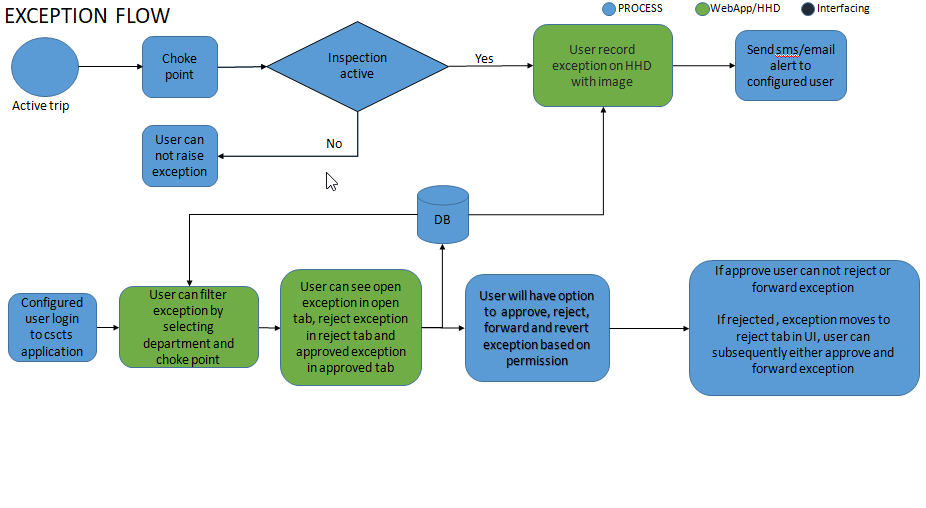 EXCEPTION FLOW
PROCESS
WebApp/HHD
Interfacing
Active trip
Choke
point
Inspection
active
Yes
User record
exception on HHD
with image
Send sms/email
alert to
configured user
No
User can
not raise
exception
DB
Configured
user login
to cscts
application
User can filter
exception by
selecting
department and
choke point
User can see open
exception in open
tab, reject exception
in reject tab and
approved exception
in approved tab
User will have option
to approve, reject,
forward and revert
exception based on
permission
If approve user can not reject or
forward exception
If rejected , exception moves to
reject tab in UI, user can
subsequently either approve and
forward exception